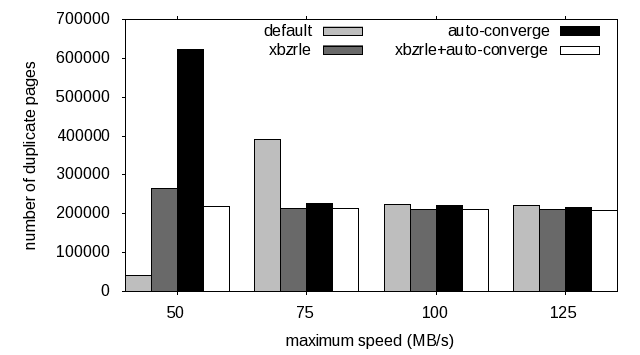 700000
600000
500000
400000
300000
200000
100000
0
number of duplicate pages
default
auto-converge
xbzrle
xbzrle+auto-converge
50
75
100
125
maximum speed (MB/s)